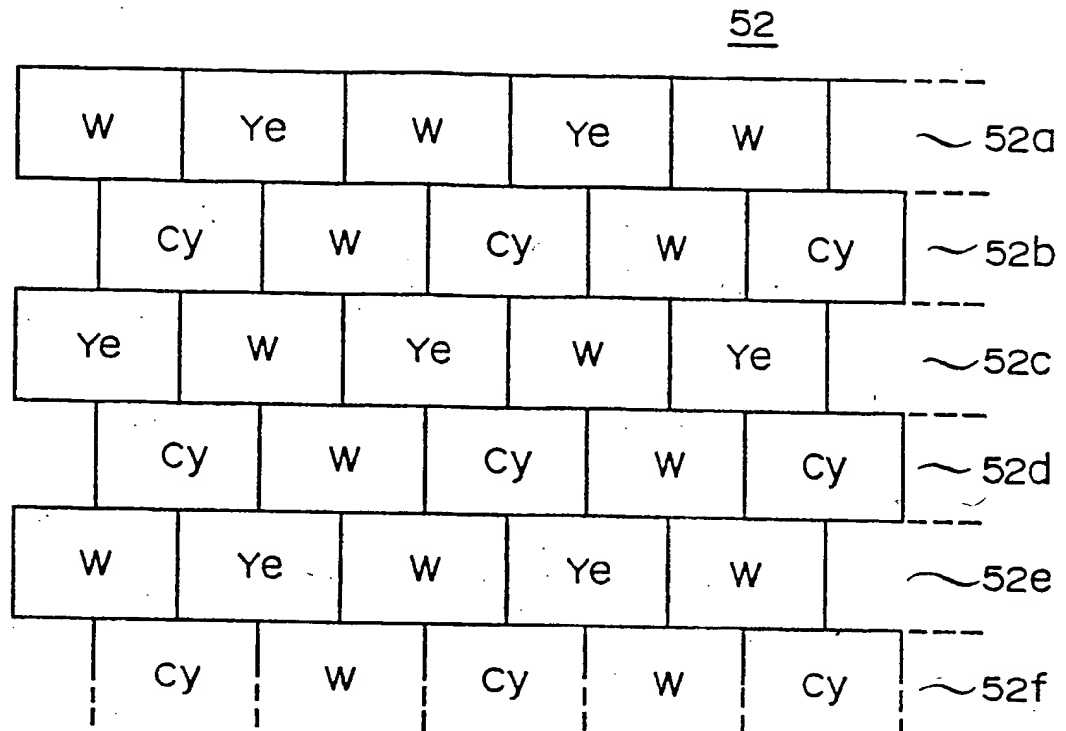 52
W Ye W Ye W 52a
Cy W Cy W Cy 52b
Ye W Ye W Ye 52c
Cy W Cy W Cy 52d
W Ye W Ye W 52e
Cy W Cy W Cy 52f